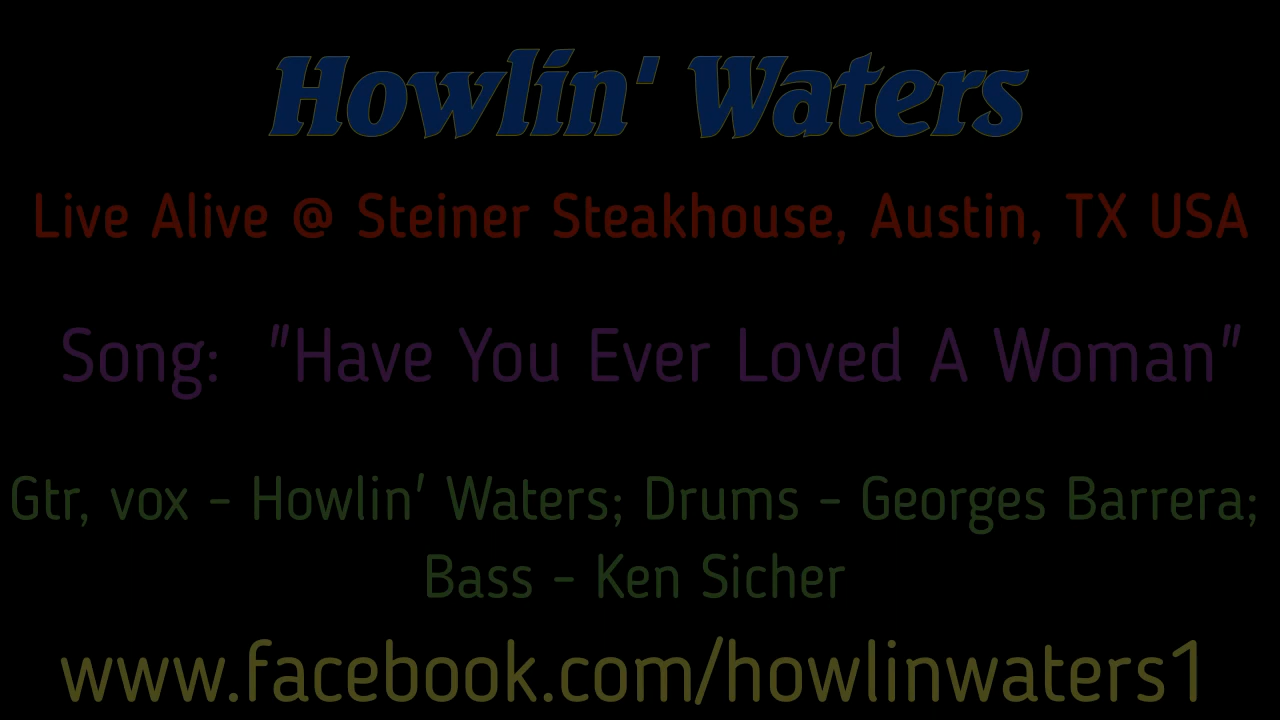 Howlin' Waters
Live Alive @ Steiner Steakhouse, Austin, TX USA
Song: "Have You Ever Loved A Woman"
Gtr, vox - Howlin' Waters; Drums - Georges Barrera;
Bass - Ken Sicher
www.facebook.com/howlinwaters1